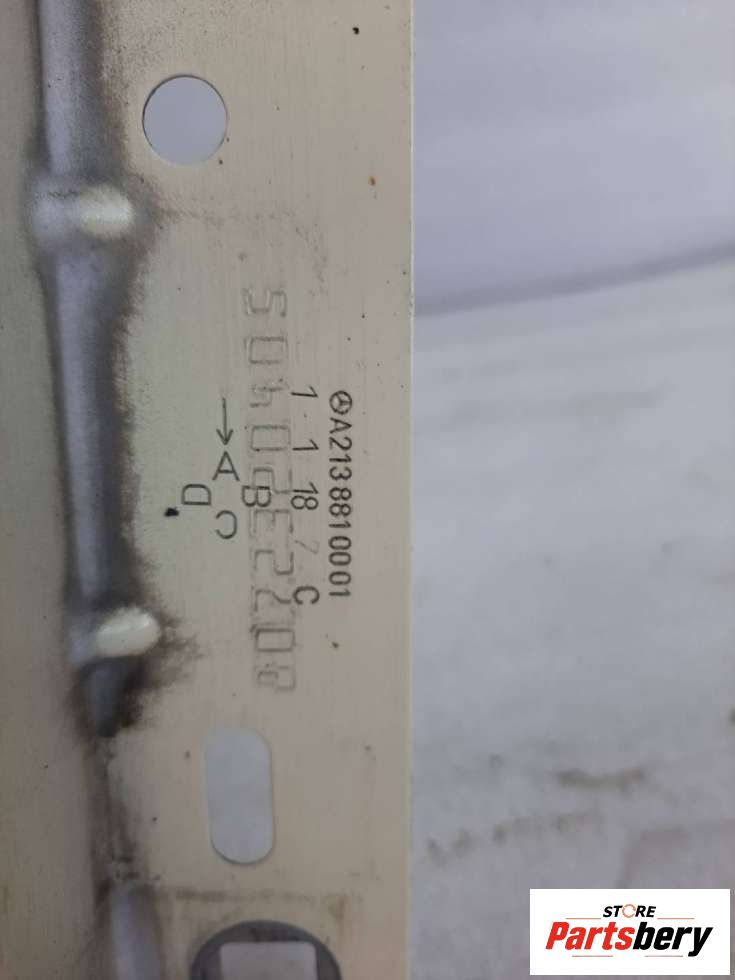 A2138810001
1 1 18 7 C
A
B
C
D
STORE
Partsbery